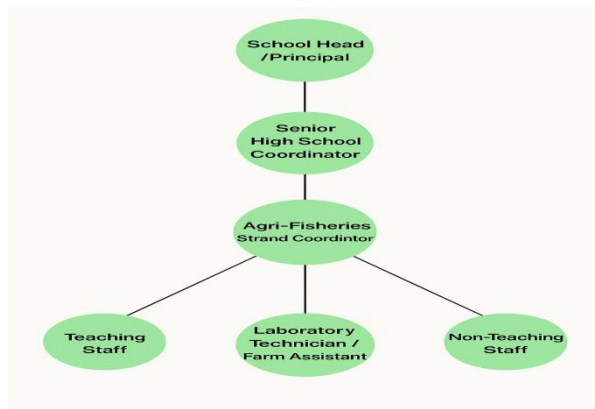 School Head
/Principal
Senior
High School
Coordinator
Agri-Fisheries
Strand Coordintor
Teaching
Staff
Laboratory
Technician /
Farm Assistant
Non-Teaching
Staff